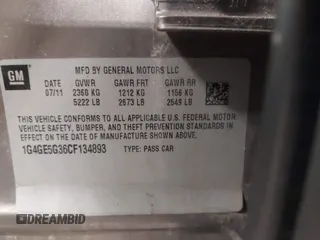 GM
MFD BY GENERAL MOTORS LLC
DATE GVWR GAWR FRT GAWR RR
07/11 2368 KG 1212 KG 1156 KG
5222 LB 2673 LB 2549 LB
THIS VEHICLE CONFORMS TO ALL APPLICABLE U.S. FEDERAL MOTOR
VEHICLE SAFETY, BUMPER, AND THEFT PREVENTION STANDARDS
IN EFFECT ON THE DATE OF MANUFACTURE SHOWN ABOVE.
1G4GE5G36CF134893 TYPE: PASS CAR
© DREAMBID